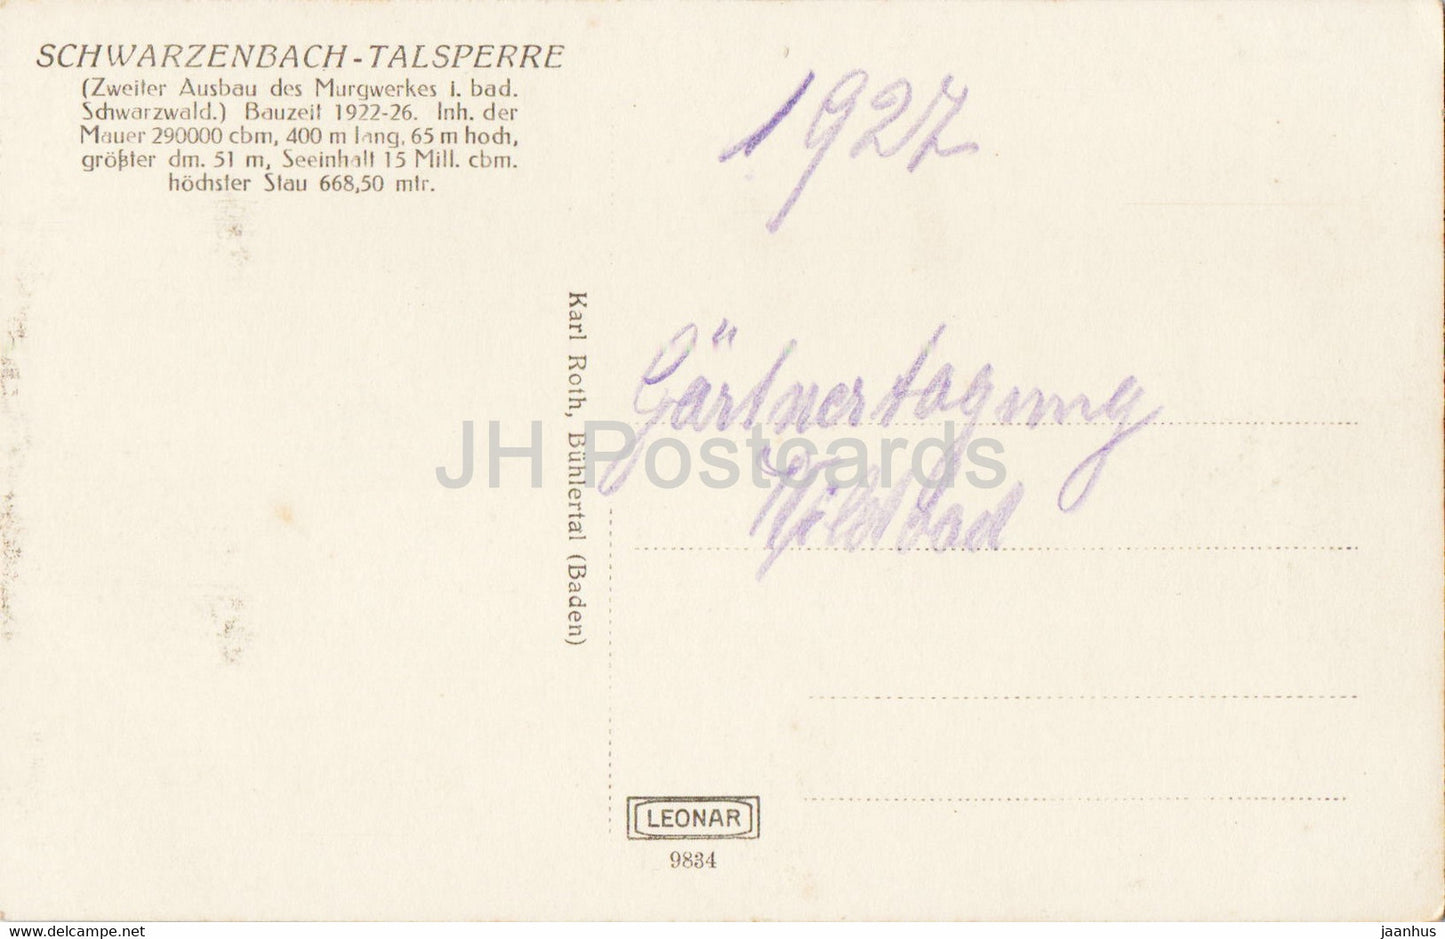 SCHWARZENBACH-TALSPERRE
(Zweiter Ausbau des Murgwerkes i. bad.
Schwarzwald.) Bauzeit 1922-26. Inh. der
Mauer 290000 cbm, 400 m lang, 65 m hoch,
größter dm. 51 m, Seeinhalt 15 Mill. cbm.
höchster Stau 668,50 mtr.
1927
Karl Roth, Bühlertal (Baden)
Gärtnertagung
Wildbad
JH Postcards
LEONAR
9834
www.delcampe.net
jaanhus